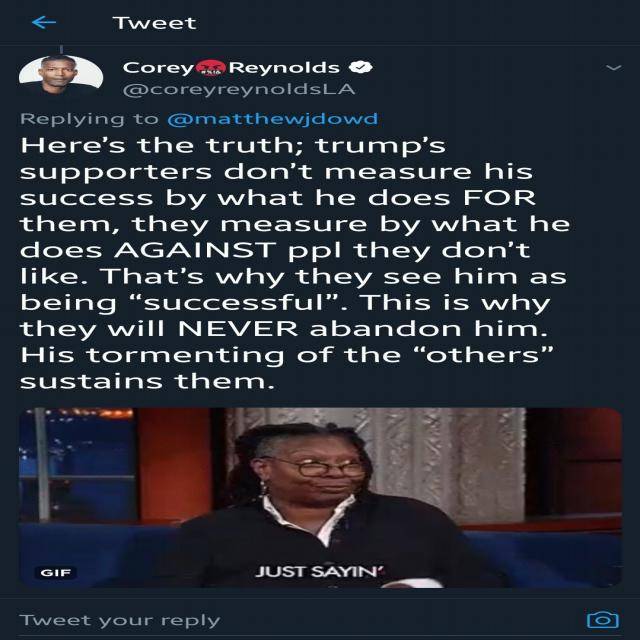 Tweet
Corey Reynolds
@coreyreynoldsLA
Replying to @matthewjdowd
Here's the truth; trump's
supporters don't measure his
success by what he does FOR
them, they measure by what he
does AGAINST ppl they don't
like. That's why they see him as
being “successful”. This is why
they will NEVER abandon him.
His tormenting of the “others”
sustains them.
GIF
JUST SAYIN'
Tweet your reply